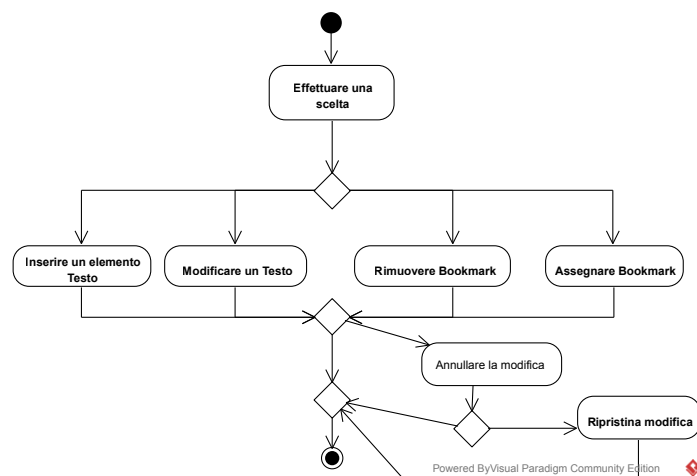 Effettuare una
scelta
Inserire un elemento
Testo
Modificare un Testo
Rimuovere Bookmark
Assegnare Bookmark
Annullare la modifica
Ripristina modifica
Powered ByVisual Paradigm Community Edition